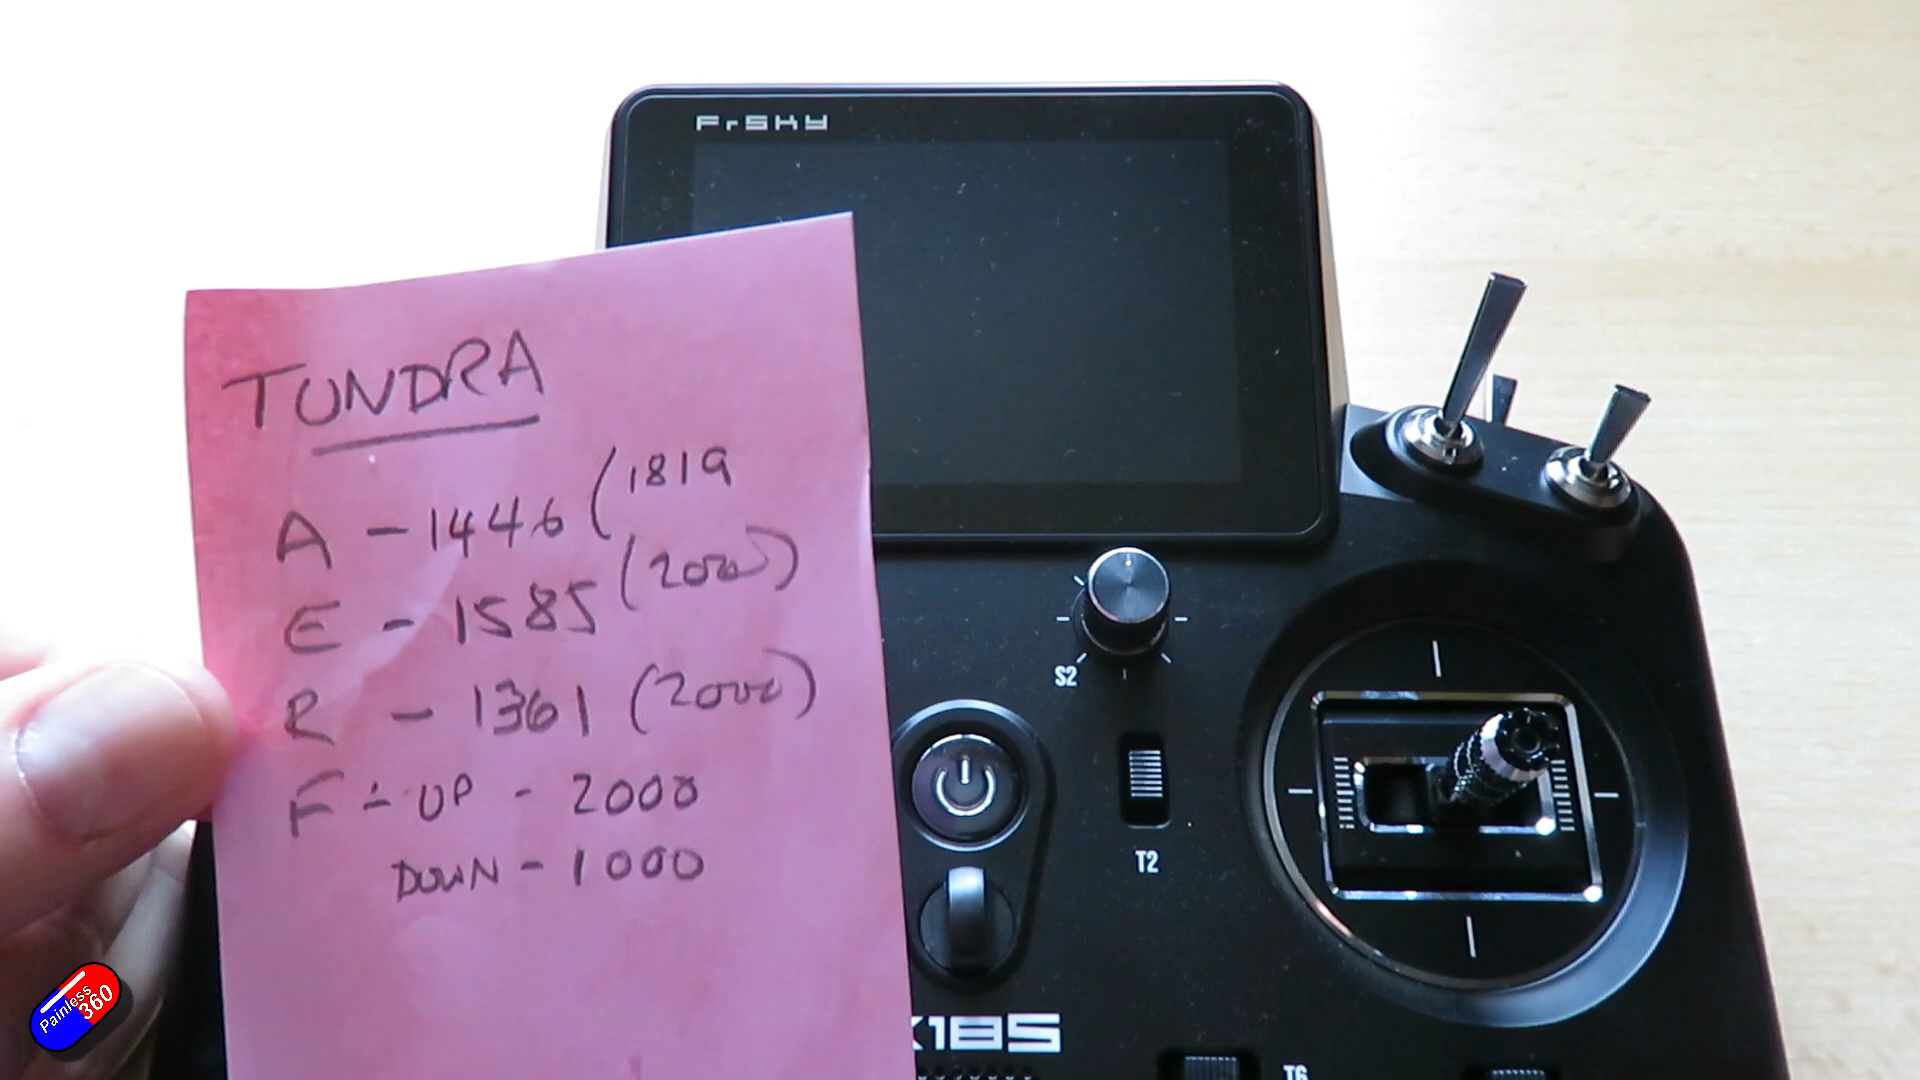 FrSKY
TUNDRA
A - 1446 (1819
E - 1585 (2000)
R - 1361 (2000)
F - UP - 2000
DOWN - 1000
S2
T2
X18S
T6
Painless
360